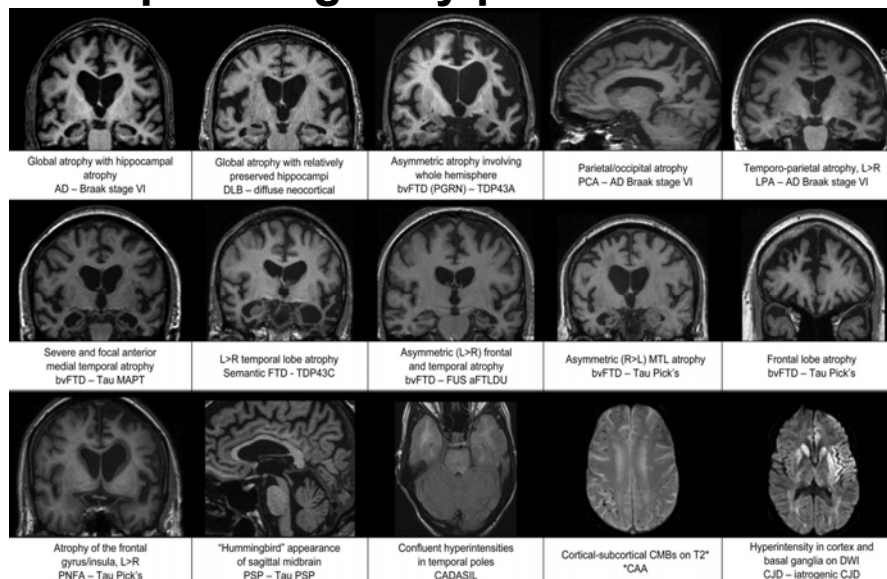 Global atrophy with hippocampal
atrophy
AD – Braak stage VI
Global atrophy with relatively
preserved hippocampi
DLB – diffuse neocortical
Asymmetric atrophy involving
whole hemisphere
bvFTD (PGRN) – TDP43A
Parietal/occipital atrophy
PCA – AD Braak stage VI
Temporo-parietal atrophy, L>R
LPA – AD Braak stage VI
Severe and focal anterior
medial temporal atrophy
bvFTD – Tau MAPT
L>R temporal lobe atrophy
Semantic FTD - TDP43C
Asymmetric (L>R) frontal
and temporal atrophy
bvFTD – FUS aFTLDU
Asymmetric (R>L) MTL atrophy
bvFTD – Tau Pick's
Frontal lobe atrophy
bvFTD – Tau Pick's
Atrophy of the frontal
gyrus/insula, L>R
PNFA – Tau Pick's
"Hummingbird" appearance
of sagittal midbrain
PSP – Tau PSP
Confluent hyperintensities
in temporal poles
CADASIL
Cortical-subcortical CMBs on T2*
*CAA
Hyperintensity in cortex and
basal ganglia on DWI
CJD – iatrogenic CJD